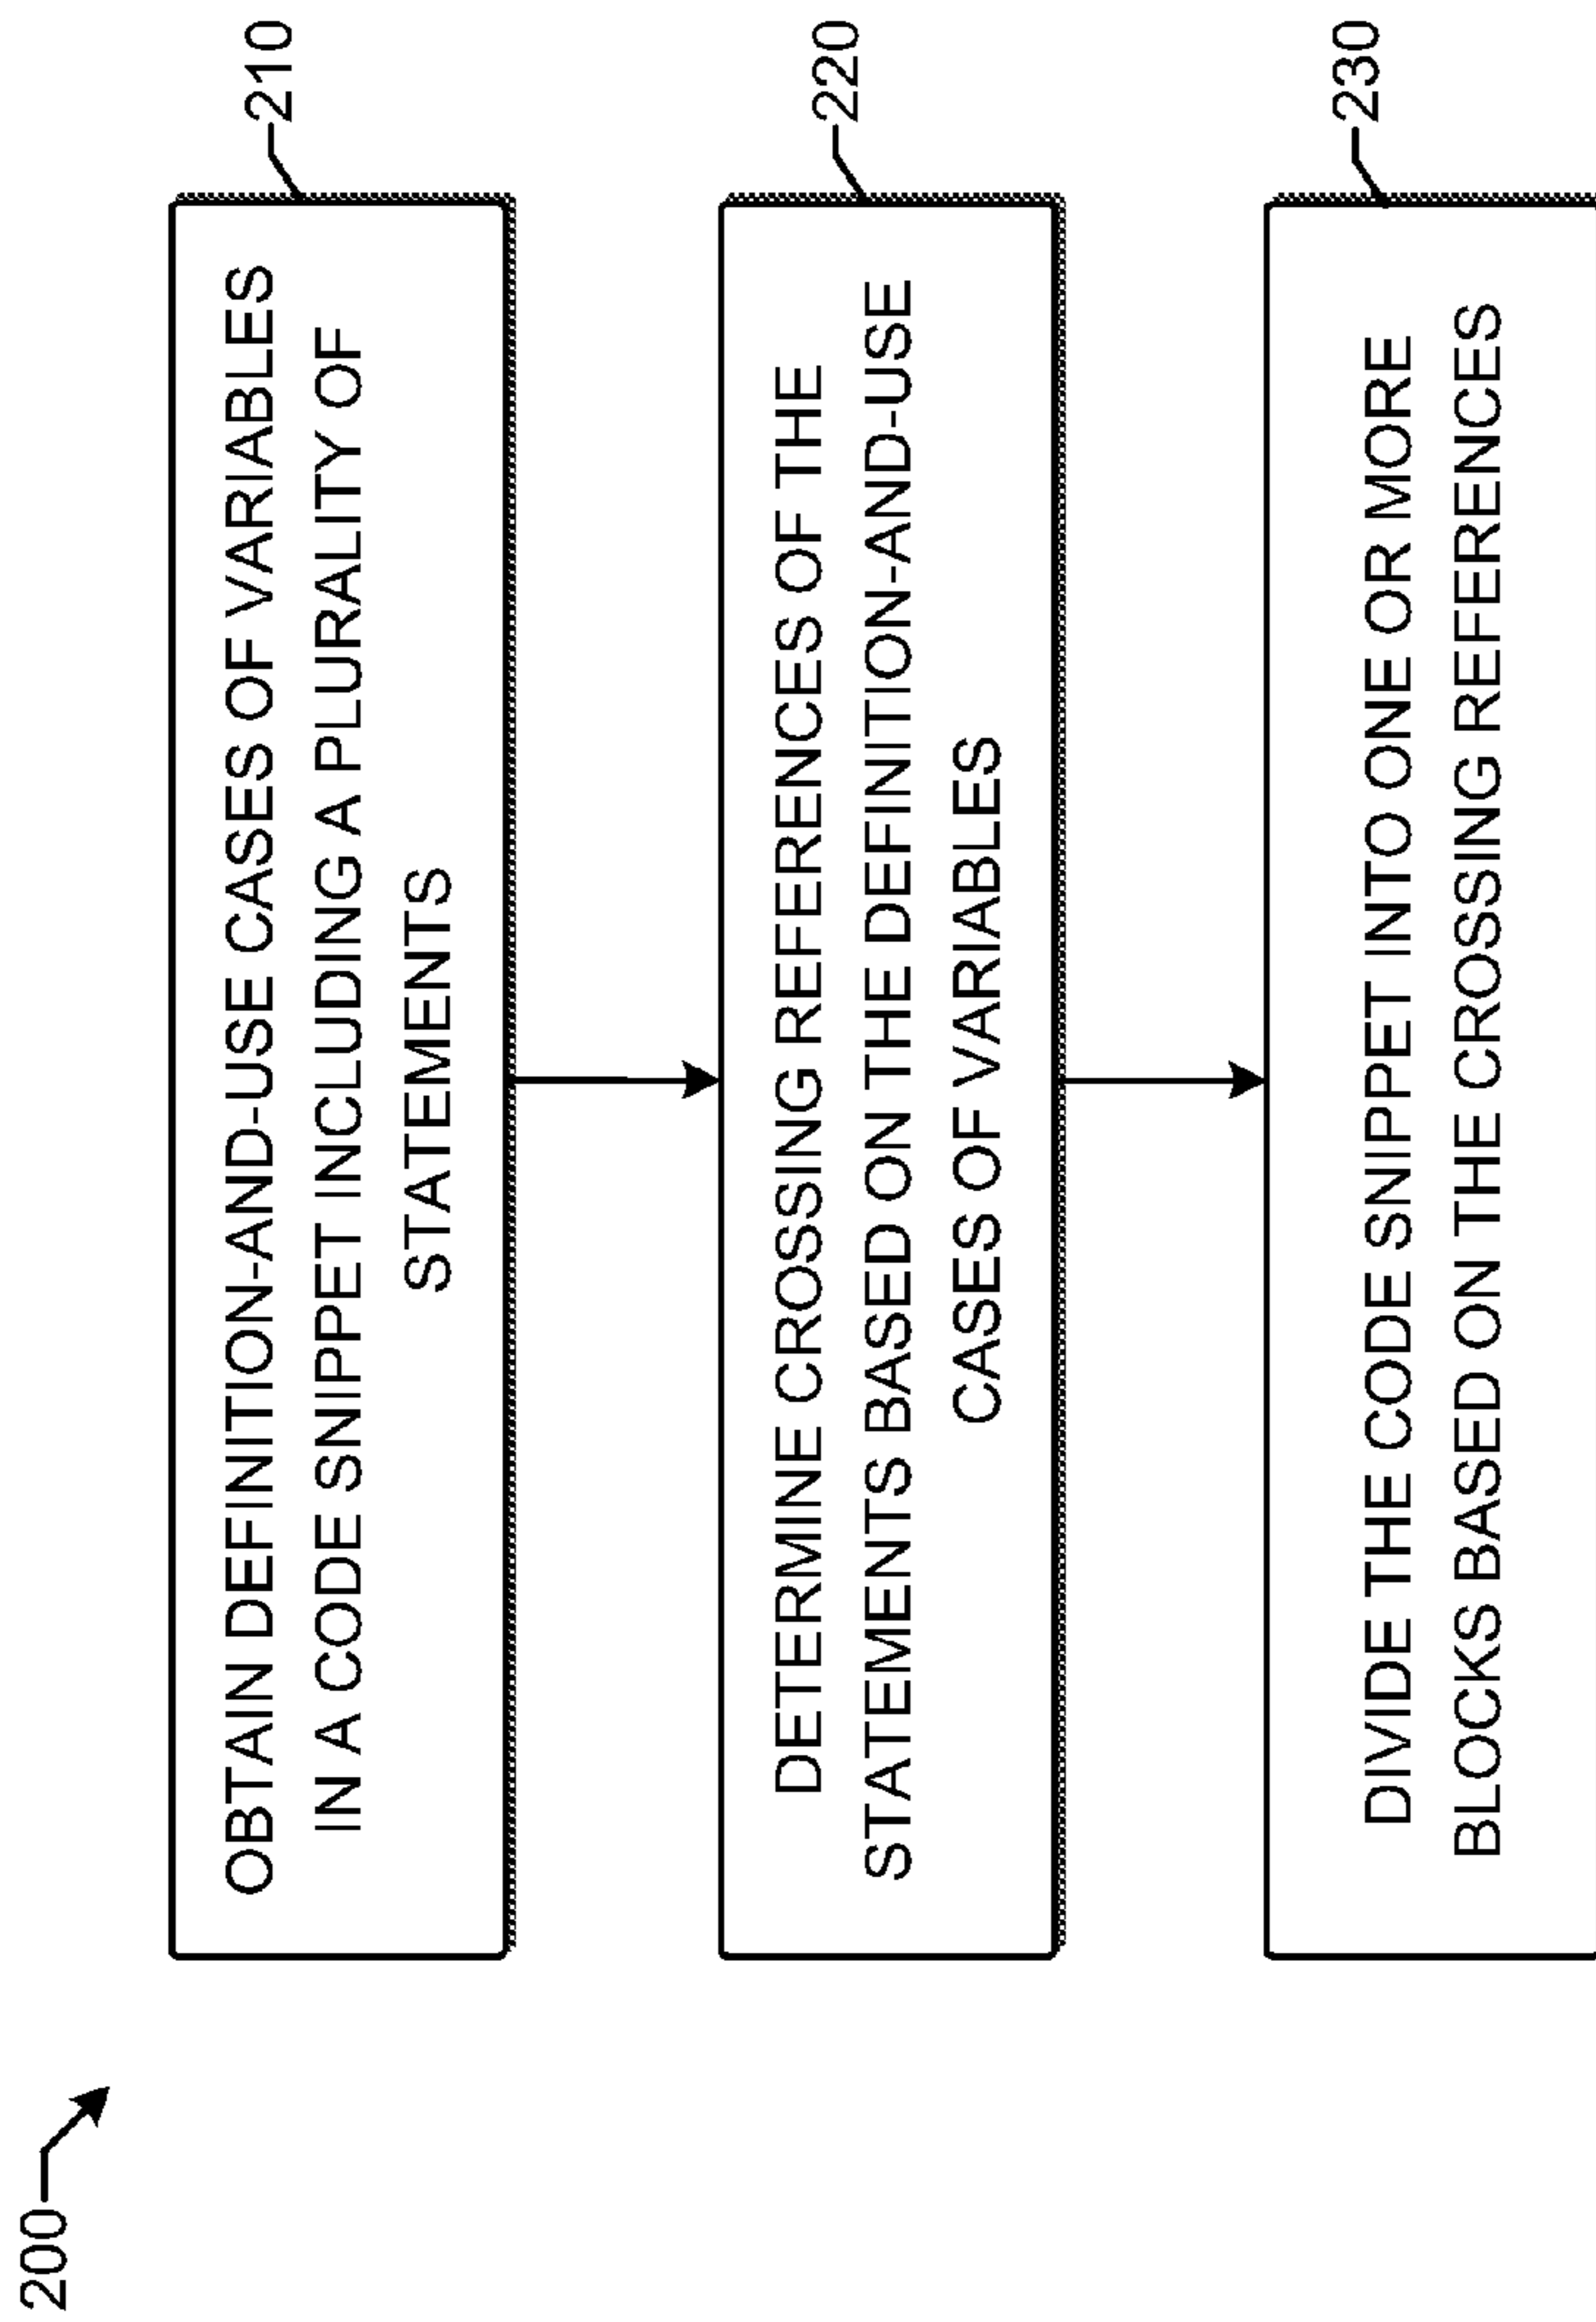 200
210
OBTAIN DEFINITION-AND-USE CASES OF VARIABLES
IN A CODE SNIPPET INCLUDING A PLURALITY OF
STATEMENTS
220
DETERMINE CROSSING REFERENCES OF THE
STATEMENTS BASED ON THE DEFINITION-AND-USE
CASES OF VARIABLES
230
DIVIDE THE CODE SNIPPET INTO ONE OR MORE
BLOCKS BASED ON THE CROSSING REFERENCES